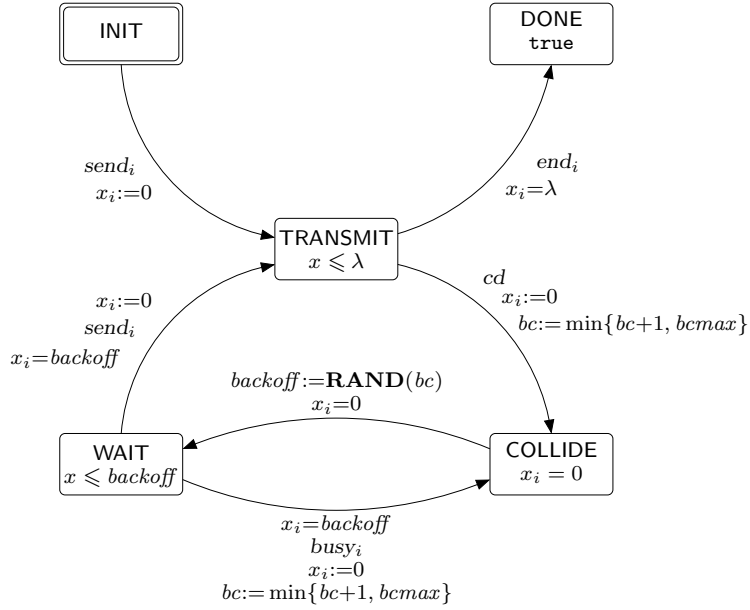 INIT
DONE
true
send_i
x_i:=0
end_i
x_i=λ
TRANSMIT
x ⩽ λ
cd
x_i:=0
bc:= min{bc+1, bcmax}
x_i:=0
send_i
x_i=backoff
backoff:=RAND(bc)
x_i=0
WAIT
x ⩽ backoff
COLLIDE
x_i = 0
x_i=backoff
busy_i
x_i:=0
bc:= min{bc+1, bcmax}